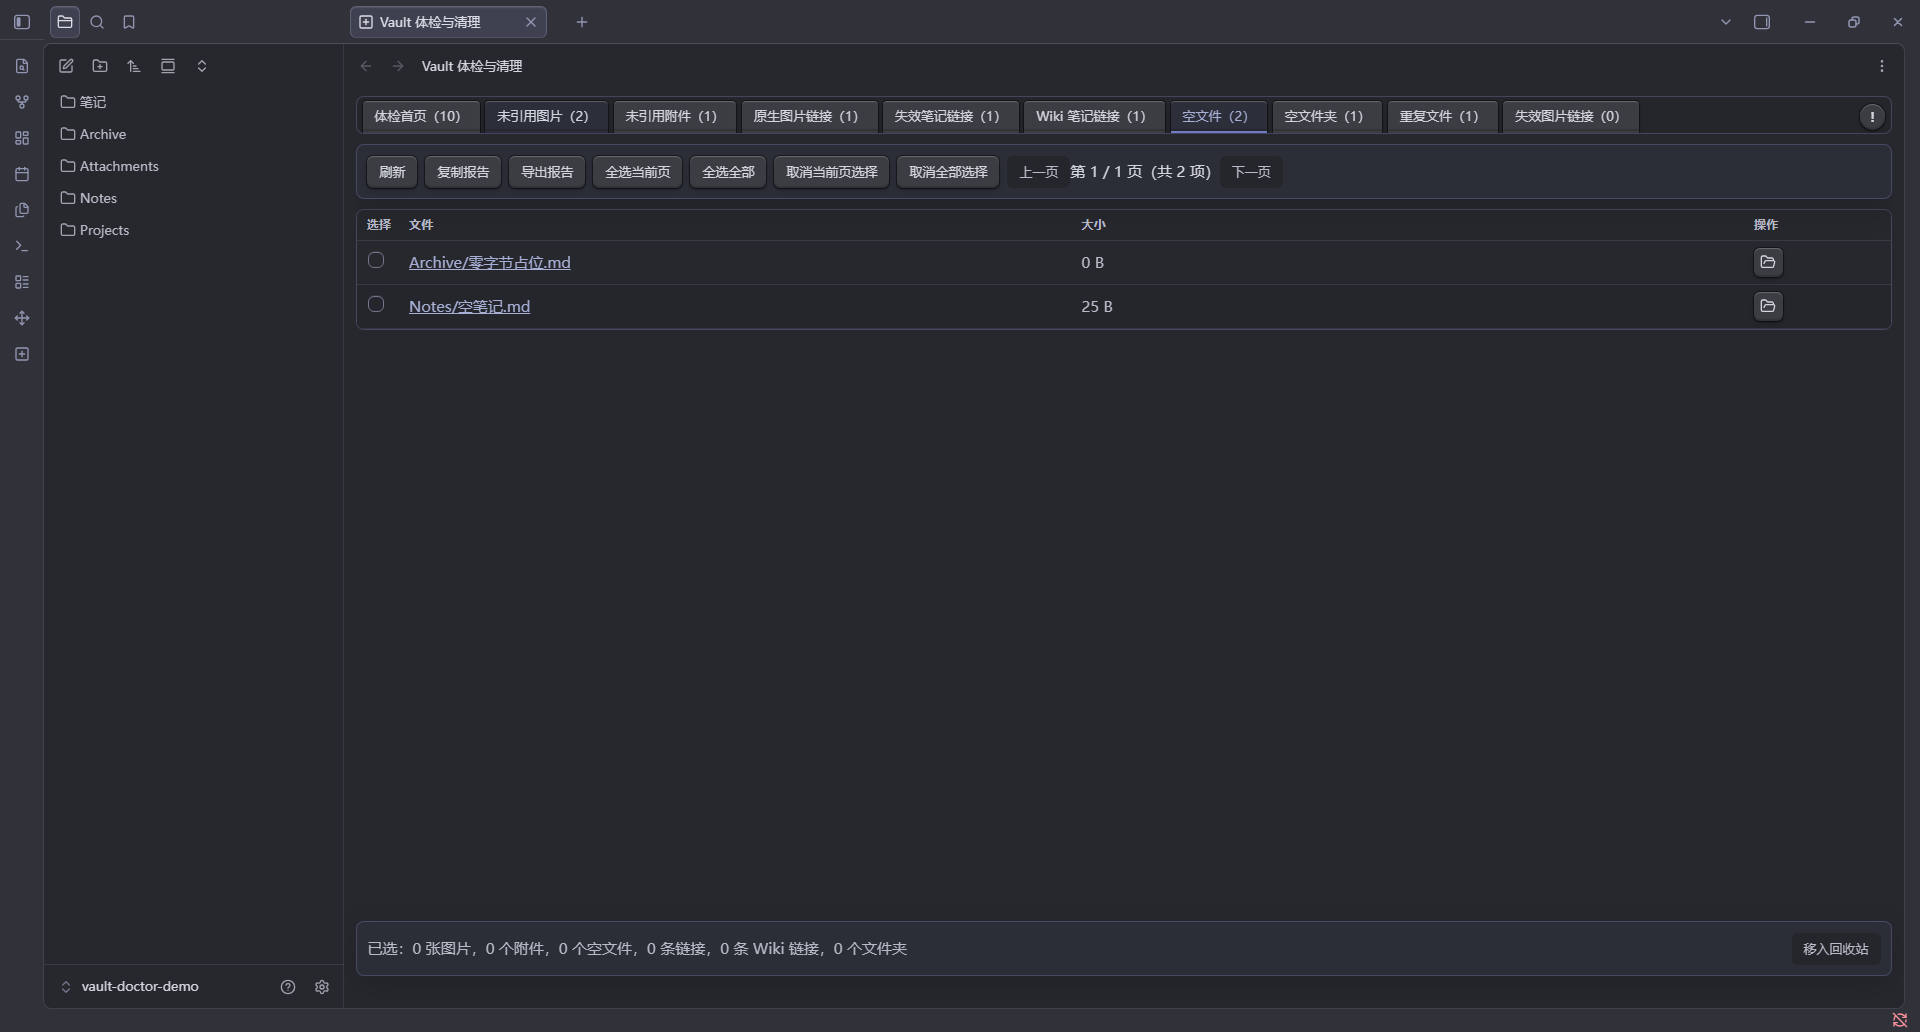 Vault 体检与清理
Vault 体检与清理
笔记
Archive
Attachments
Notes
Projects
体检首页（10） 未引用图片（2） 未引用附件（1） 原生图片链接（1） 失效笔记链接（1） Wiki 笔记链接（1） 空文件（2） 空文件夹（1） 重复文件（1） 失效图片链接（0）
刷新 复制报告 导出报告 全选当前页 全选全部 取消当前页选择 取消全部选择 上一页 第 1 / 1 页（共 2 项） 下一页
选择 文件 大小 操作
Archive/零字节占位.md 0 B
Notes/空笔记.md 25 B
已选：0 张图片，0 个附件，0 个空文件，0 条链接，0 条 Wiki 链接，0 个文件夹 移入回收站
vault-doctor-demo